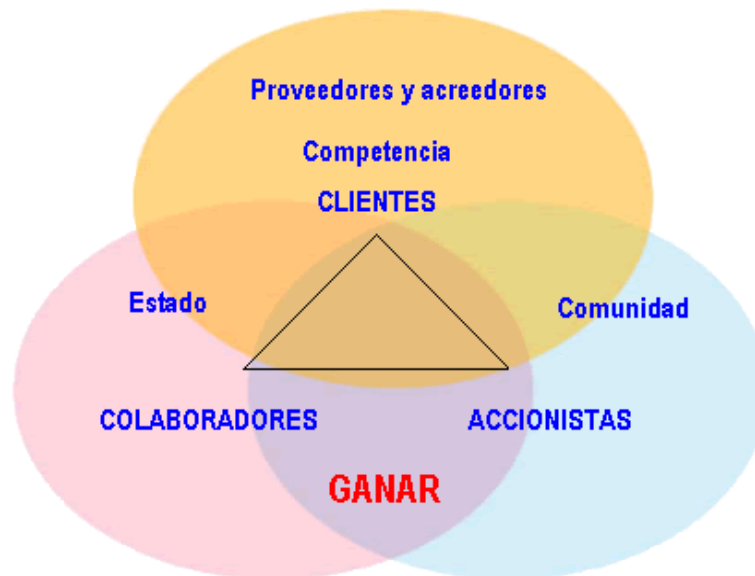 Proveedores y acreedores
Competencia
CLIENTES
Estado
Comunidad
COLABORADORES
ACCIONISTAS
GANAR